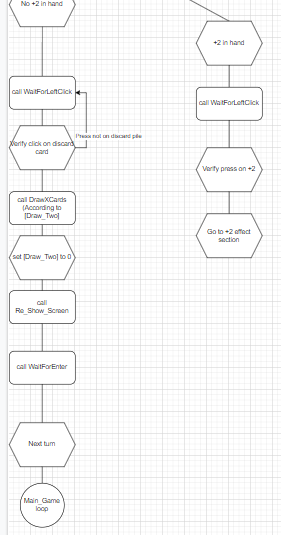 No +2 in hand
call WaitForLeftClick
Press not on discard pile
Verify click on discard
card
call DrawXCards
(According to
[Draw_Two]
set [Draw_Two] to 0
call
Re_Show_Screen
call WaitForEnter
Next turn
Main_Game
loop
+2 in hand
call WaitForLeftClick
Verify press on +2
Go to +2 effect
section